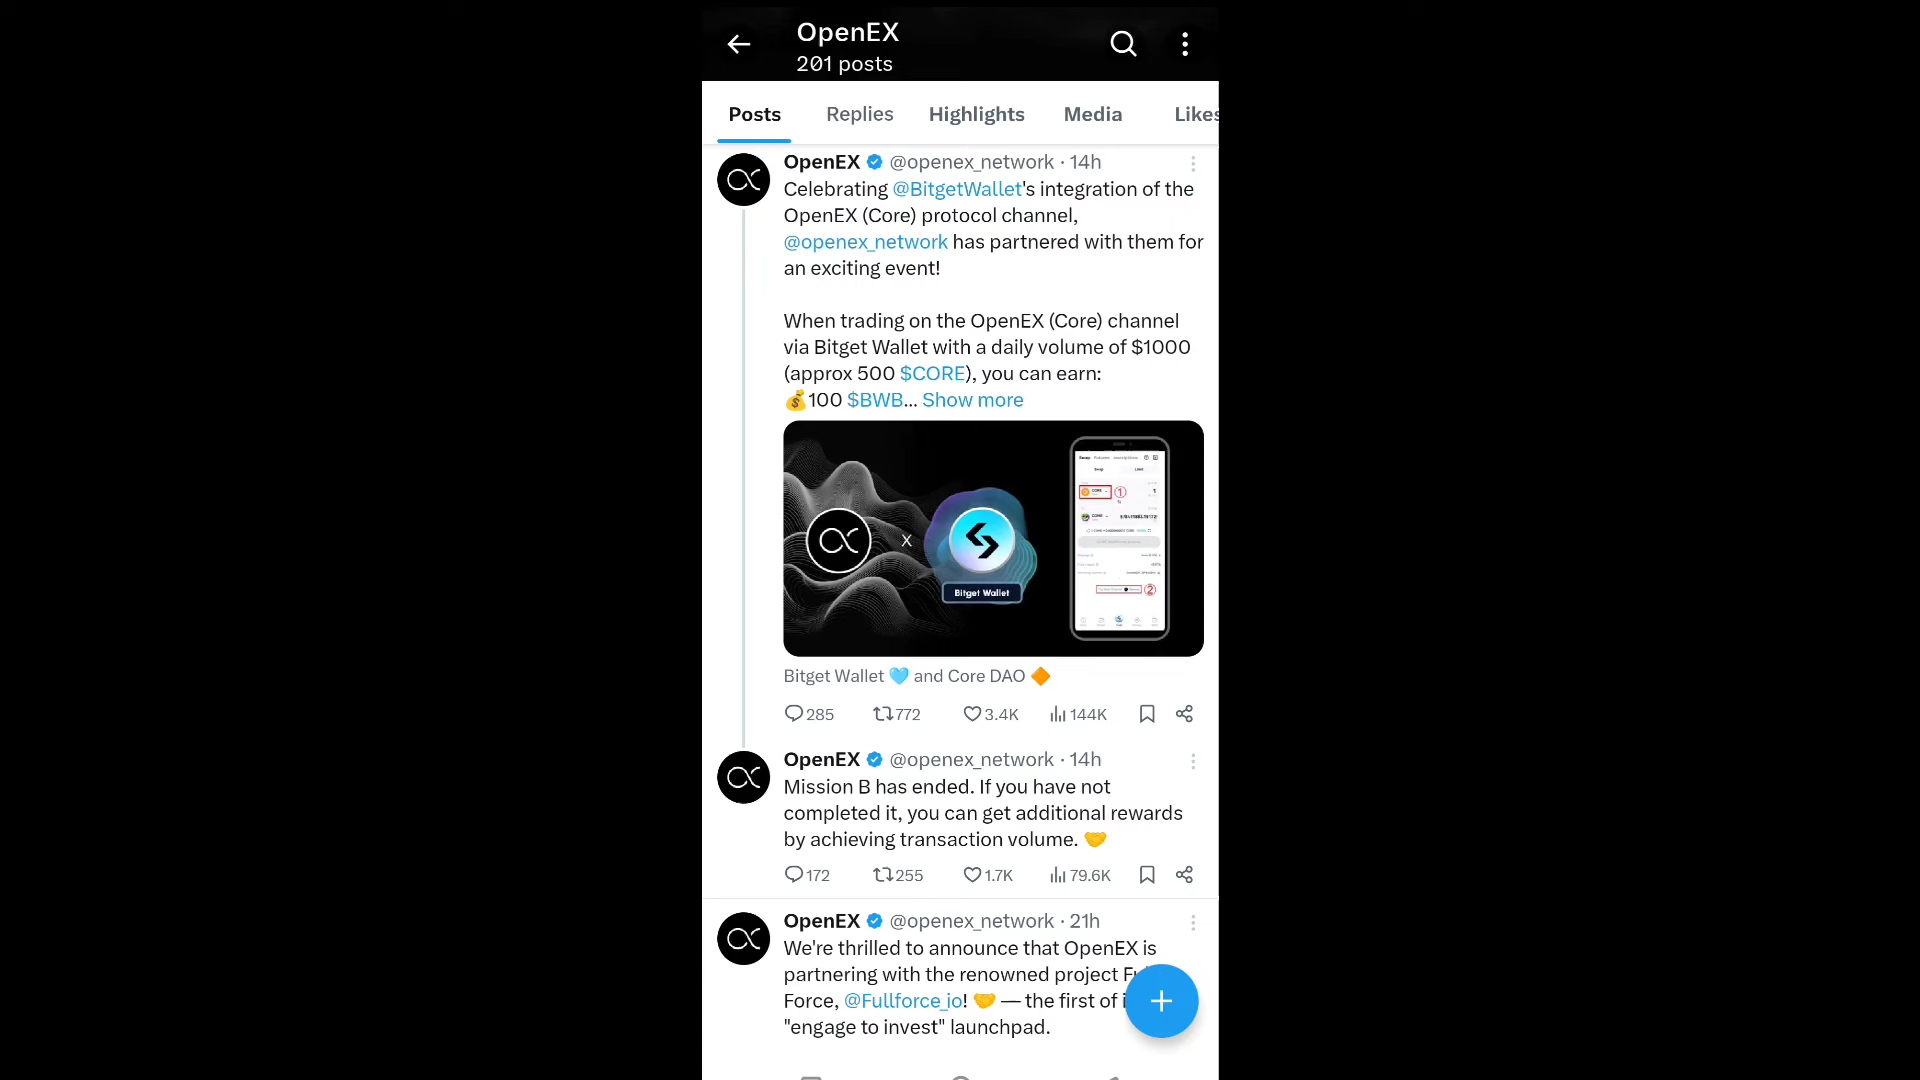 OpenEX
201 posts
Posts Replies Highlights Media Likes
OpenEX @openex_network · 14h
Celebrating @BitgetWallet's integration of the
OpenEX (Core) protocol channel,
@openex_network has partnered with them for
an exciting event!
When trading on the OpenEX (Core) channel
via Bitget Wallet with a daily volume of $1000
(approx 500 $CORE), you can earn:
💰100 $BWB... Show more
X
Bitget Wallet
Swap
CORE 1 1
CORE
2
Bitget Wallet 🩵 and Core DAO 🔶
285 772 3.4K 144K
OpenEX @openex_network · 14h
Mission B has ended. If you have not
completed it, you can get additional rewards
by achieving transaction volume. 🤝
172 255 1.7K 79.6K
OpenEX @openex_network · 21h
We're thrilled to announce that OpenEX is
partnering with the renowned project
Force, @Fullforce_io! 🤝 — the first of
"engage to invest" launchpad.